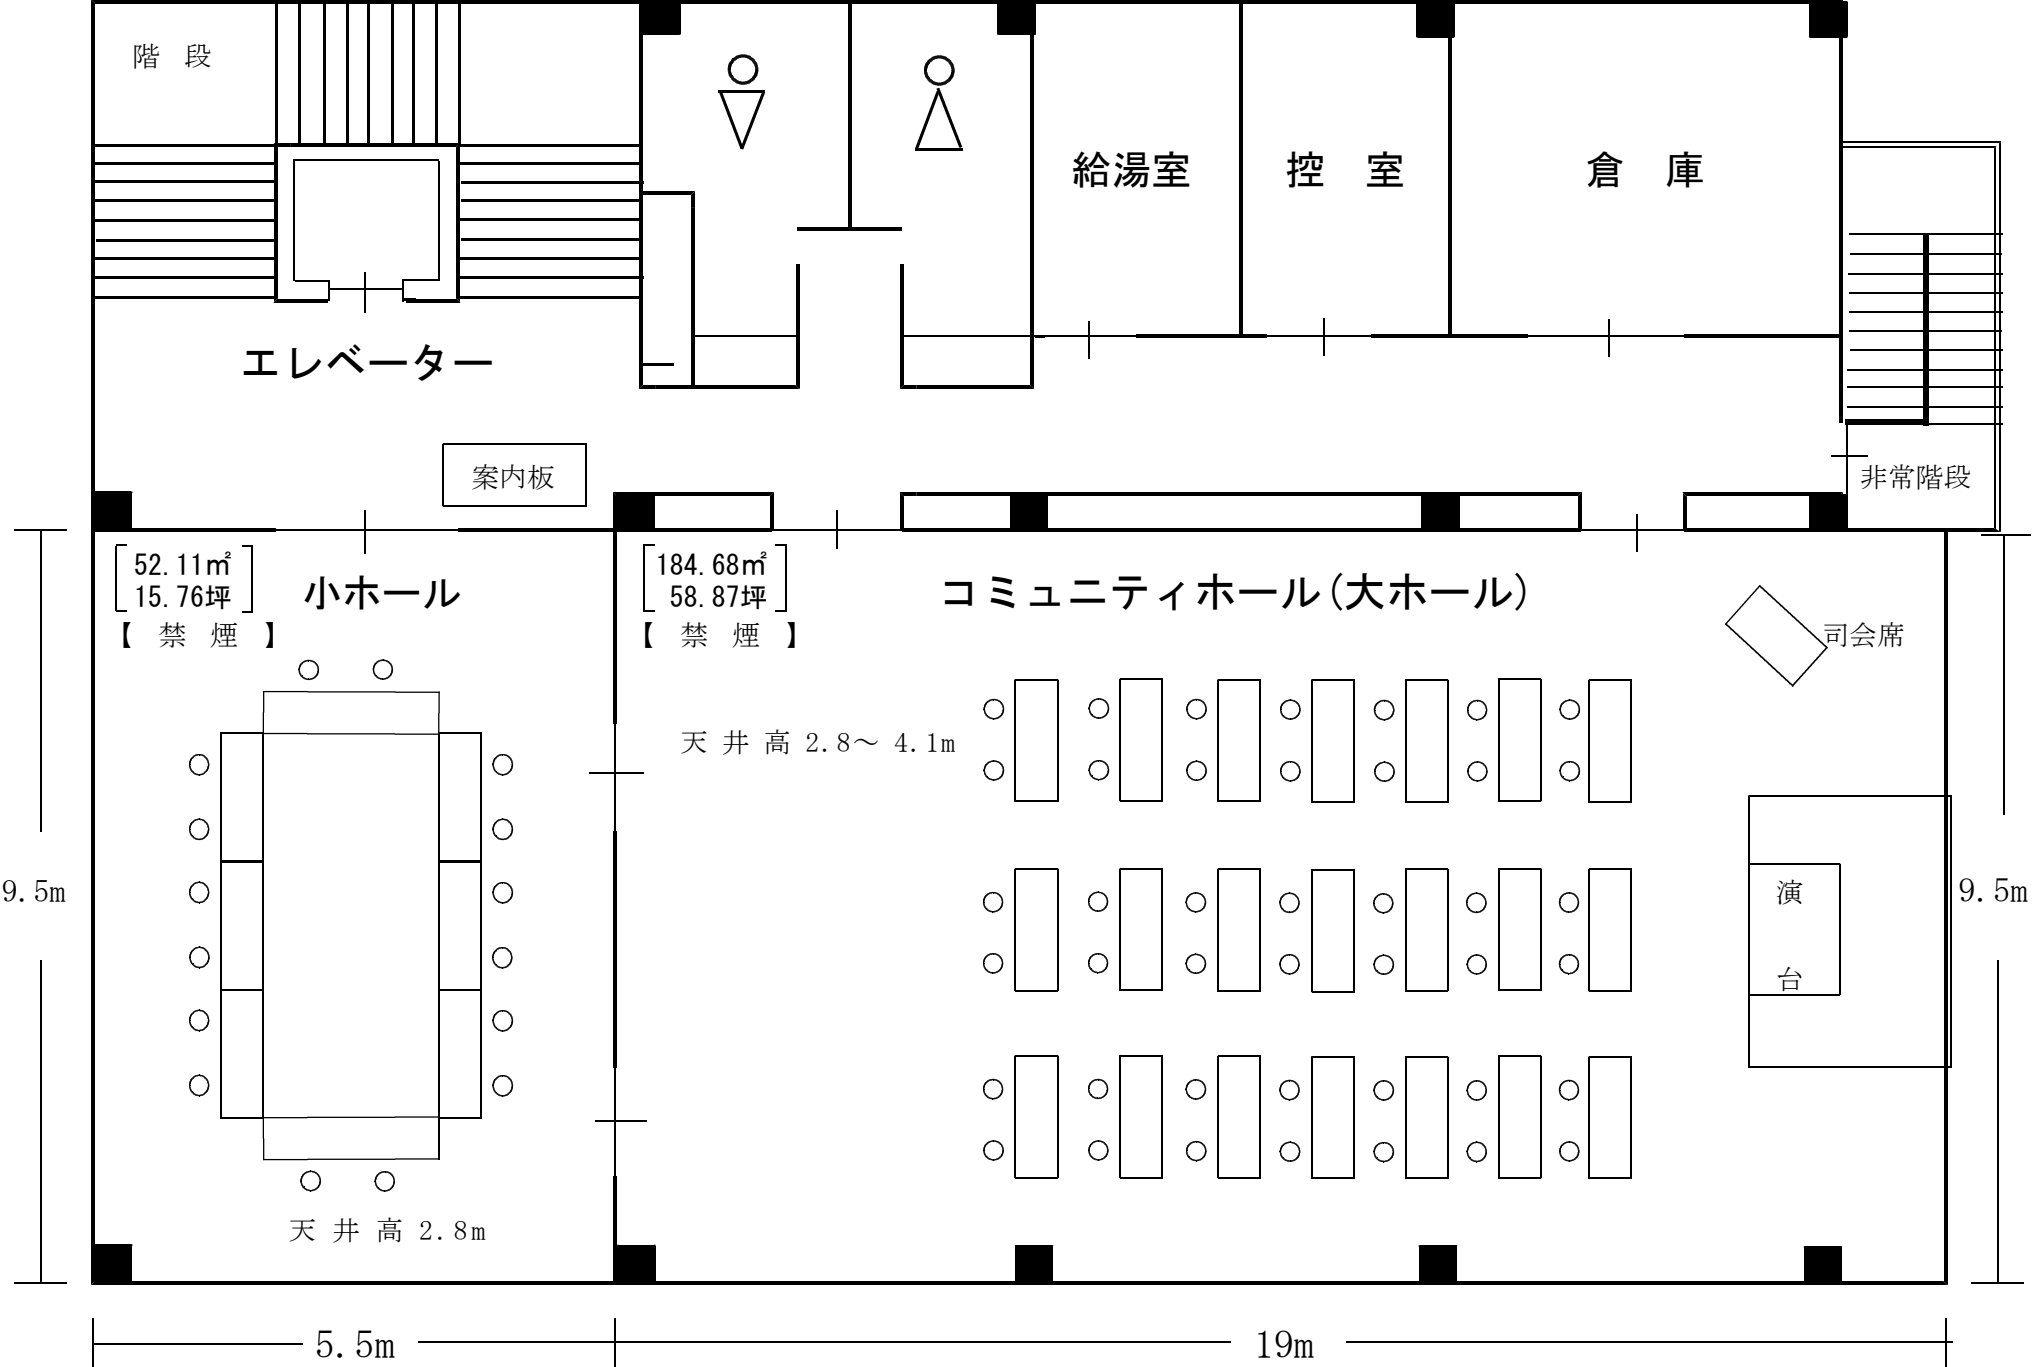 階 段
給湯室
控 室
倉 庫
エレベーター
案内板
非常階段
52.11㎡
15.76坪
【 禁 煙 】
小ホール
184.68㎡
58.87坪
【 禁 煙 】
コミュニティホール(大ホール)
司会席
天 井 高 2.8～ 4.1m
9.5m
演
台
9.5m
天 井 高 2.8m
5.5m
19m